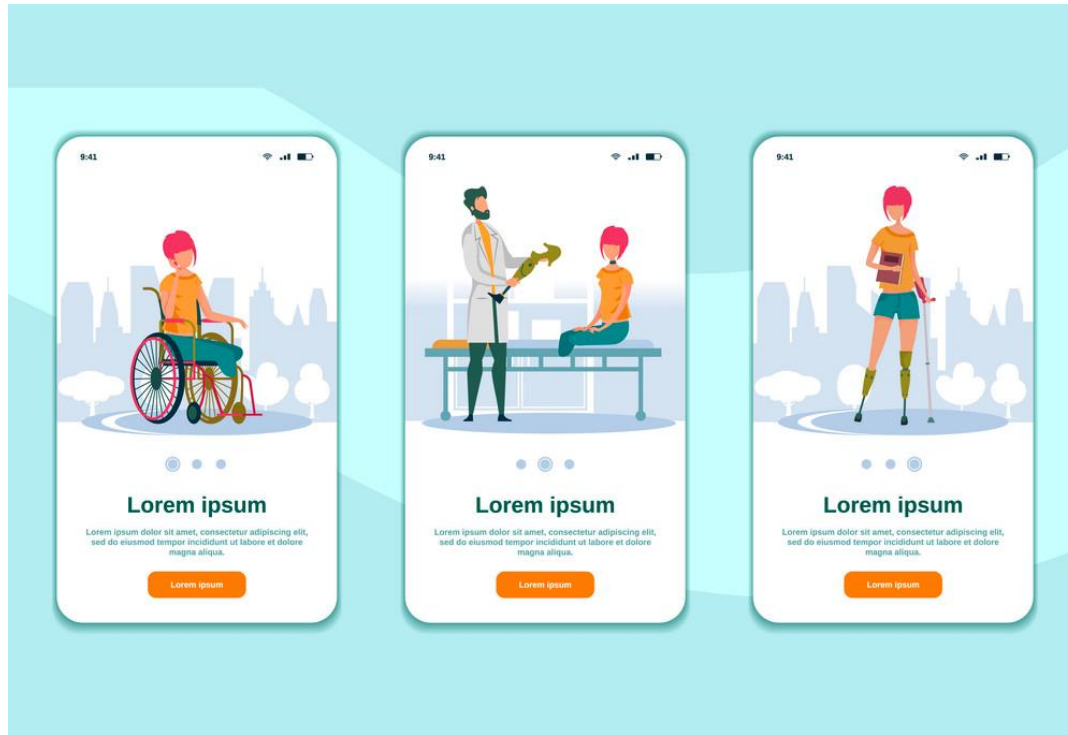 9:41
Lorem ipsum
Lorem ipsum dolor sit amet, consectetur adipiscing elit,
sed do eiusmod tempor incididunt ut labore et dolore
magna aliqua.
Lorem ipsum
9:41
Lorem ipsum
Lorem ipsum dolor sit amet, consectetur adipiscing elit,
sed do eiusmod tempor incididunt ut labore et dolore
magna aliqua.
Lorem ipsum
9:41
Lorem ipsum
Lorem ipsum dolor sit amet, consectetur adipiscing elit,
sed do eiusmod tempor incididunt ut labore et dolore
magna aliqua.
Lorem ipsum